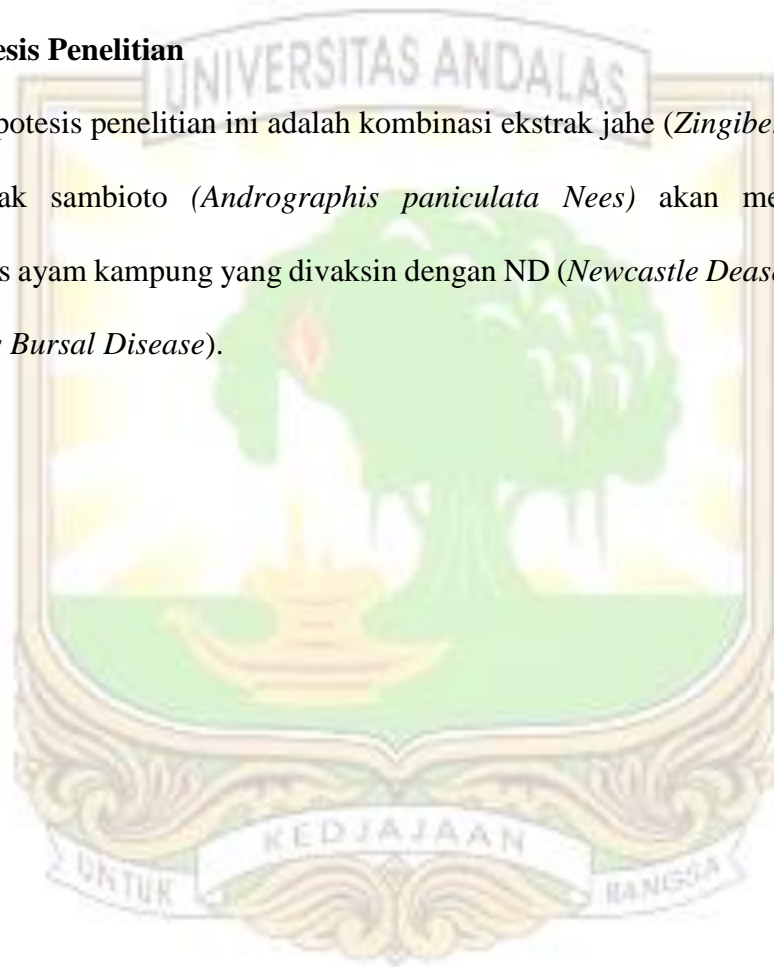 esis Penelitian
UNIVERSITAS ANDALAS
potesis penelitian ini adalah kombinasi ekstrak jahe (Zingibe
ak sambioto (Andrographis paniculata Nees) akan me
s ayam kampung yang divaksin dengan ND (Newcastle Deas
Bursal Disease).
KEDJAJAAN
UNTUK BANGSA